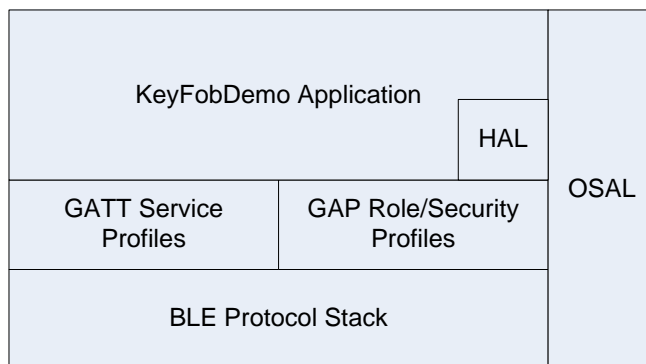 KeyFobDemo Application
HAL
OSAL
GATT Service
Profiles
GAP Role/Security
Profiles
BLE Protocol Stack